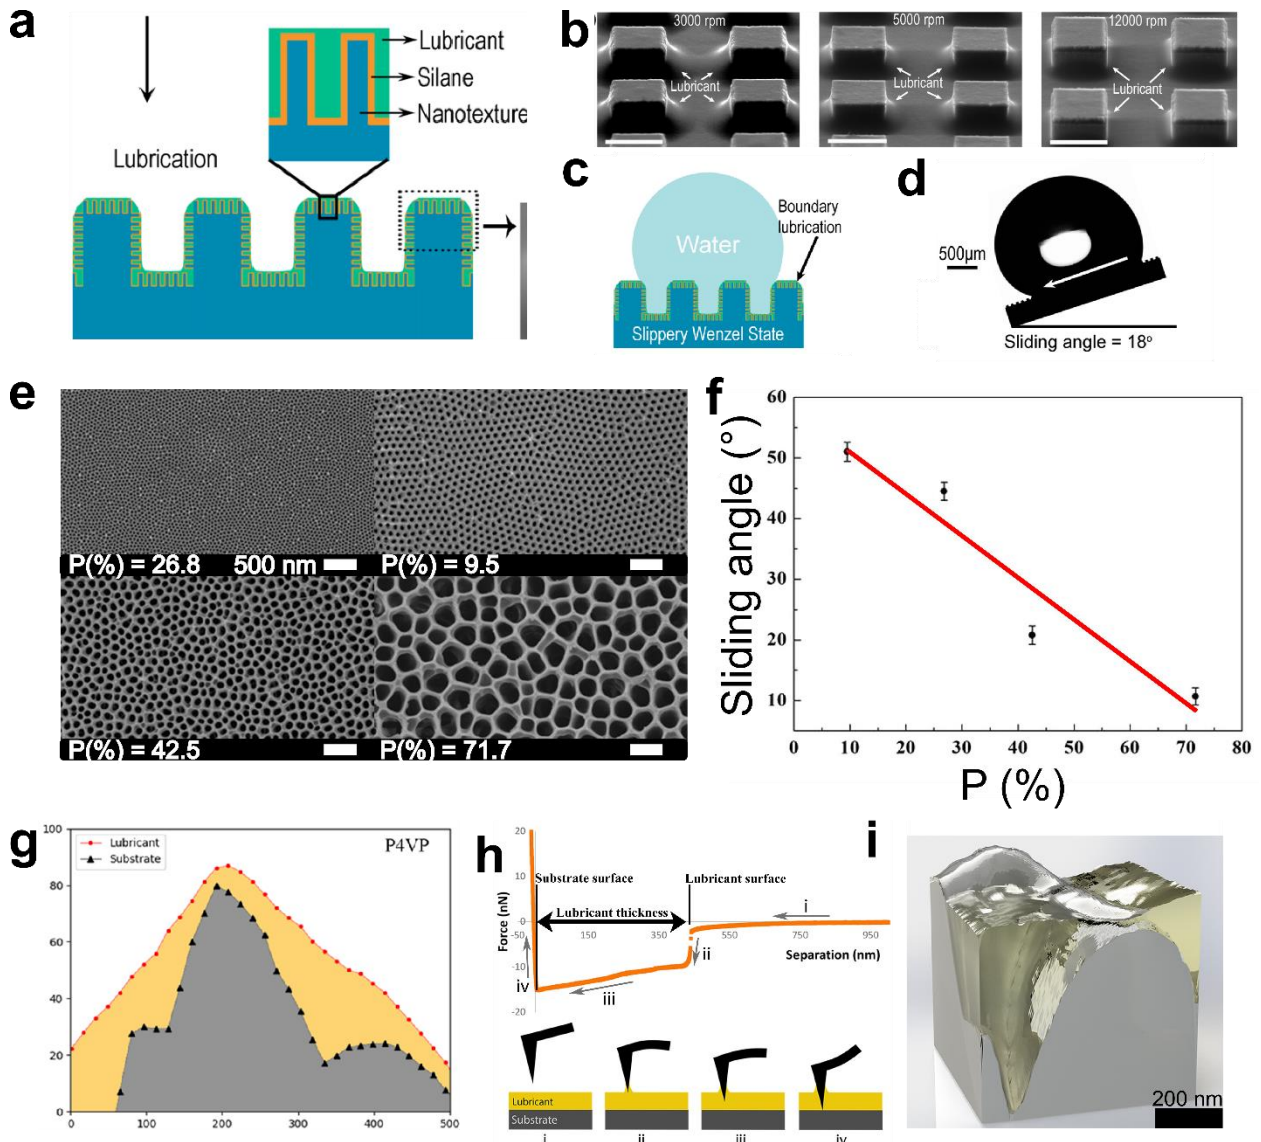 a
Lubrication
Lubricant
Silane
Nanotexture
b
3000 rpm
5000 rpm
12000 rpm
Lubricant
Lubricant
Lubricant
c
Water
Boundary
lubrication
Slippery Wenzel State
d
500µm
Sliding angle = 18°
e
P(%) = 26.8
500 nm
P(%) = 9.5
P(%) = 42.5
P(%) = 71.7
f
Sliding angle (°)
60
50
40
30
20
10
0 10 20 30 40 50 60 70 80
P (%)
g
Lubricant
Substrate
P4VP
100
80
60
40
20
0
0 100 200 300 400 500
h
20
10
0
-50
-10
-20
Force (nN)
Substrate surface
Lubricant surface
Lubricant thickness
i
150 350 550 750 950
Separation (nm)
ii
iii
iv
Lubricant
Substrate
i ii iii iv
i
200 nm